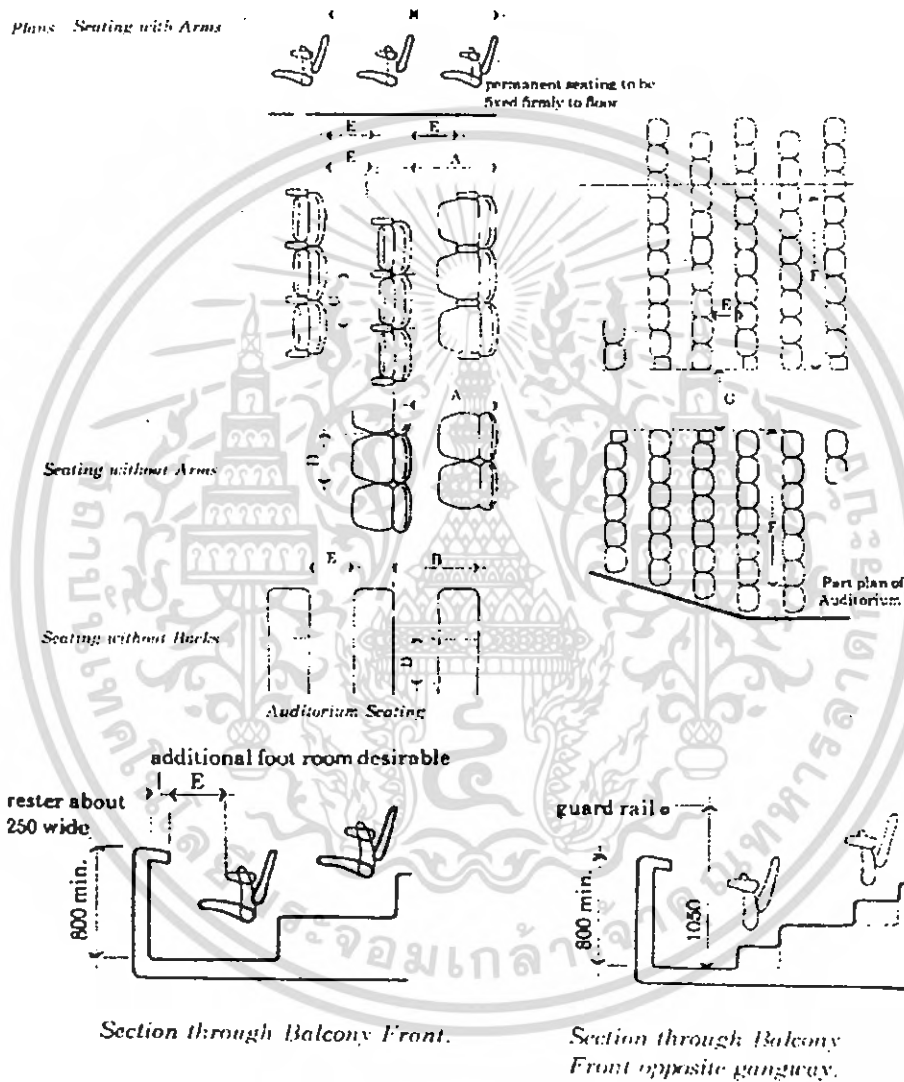 Plans Seating with Arms
permanent seating to be
fixed firmly to floor
E
E
E
A
E
A
G
Seating without Arms
D
F
E
Part plan of
Auditorium
Seating without Backs
D
Auditorium Seating
additional foot room desirable
E
rester about
250 wide
800 min.
guard rail
800 min.
1050
Section through Balcony Front.
Section through Balcony
Front opposite gangway.